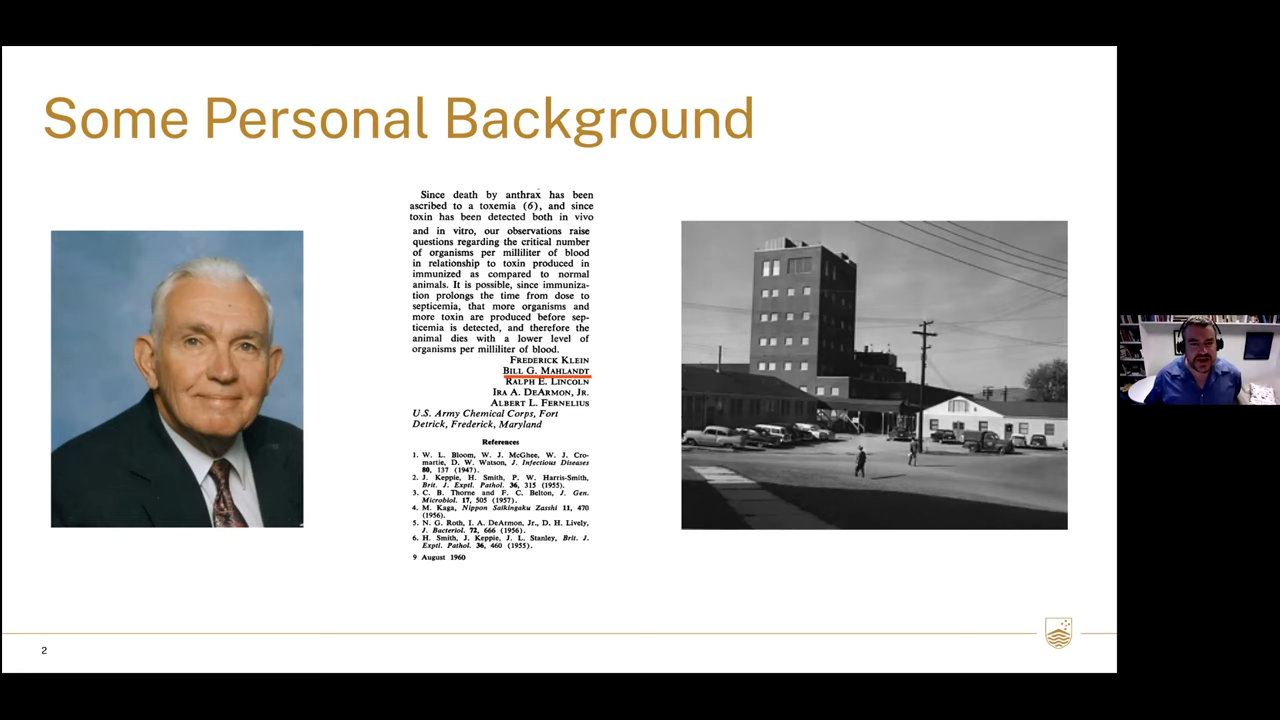 Some Personal Background
Since death by anthrax has been
ascribed to a toxemia (6), and since
toxin has been detected both in vivo
and in vitro, our observations raise
questions regarding the critical number
of organisms per milliliter of blood
in relationship to toxin produced in
immunized as compared to normal
animals. It is possible, since immuniza-
tion prolongs the time from dose to
septicemia, that more organisms and
more toxin are produced before sep-
ticemia is detected, and therefore the
animal dies with a lower level of
organisms per milliliter of blood.
FREDERICK KLEIN
BILL G. MAHLANDT
RALPH E. LINCOLN
IRA A. DEARMON, JR.
ALBERT L. FERNELIUS
U.S. Army Chemical Corps, Fort
Detrick, Frederick, Maryland
References
1. W. L. Bloom, W. J. McGhee, W. J. Cro-
martie, D. W. Watson, J. Infectious Diseases
80, 137 (1947).
2. J. Keppie, H. Smith, P. W. Harris-Smith,
Brit. J. Exptl. Pathol. 36, 315 (1955).
3. C. B. Thorne and F. C. Belton, J. Gen.
Microbiol. 17, 505 (1957).
4. M. Kaga, Nippon Saikingaku Zasshi 11, 470
(1956).
5. N. G. Roth, I. A. DeArmon, Jr., D. H. Lively,
J. Bacteriol. 72, 666 (1956).
6. H. Smith, J. Keppie, J. L. Stanley, Brit. J.
Exptl. Pathol. 36, 460 (1955).
9 August 1960
2